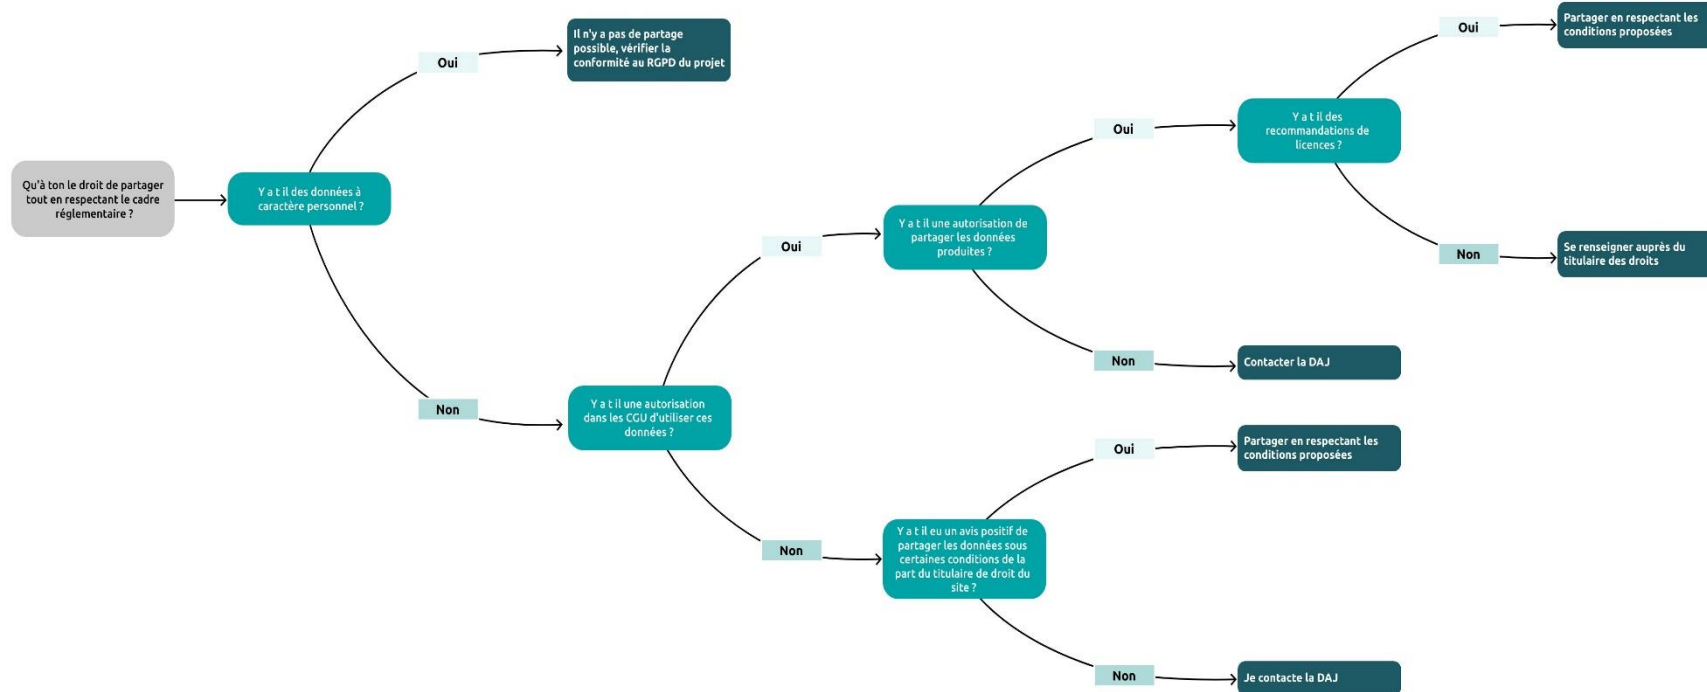 Qu'à ton le droit de partager
tout en respectant le cadre
réglementaire ?
Y a t il des données à
caractère personnel ?
Oui
Il n'y a pas de partage
possible, vérifier la
conformité au RGPD du projet
Non
Y a t il une autorisation
dans les CGU d'utiliser ces
données ?
Oui
Y a t il une autorisation de
partager les données
produites ?
Oui
Y a t il des
recommandations de
licences ?
Oui
Partager en respectant les
conditions proposées
Non
Se renseigner auprès du
titulaire des droits
Non
Contacter la DAJ
Non
Y a t il eu un avis positif de
partager les données sous
certaines conditions de la
part du titulaire de droit du
site ?
Oui
Partager en respectant les
conditions proposées
Non
Je contacte la DAJ